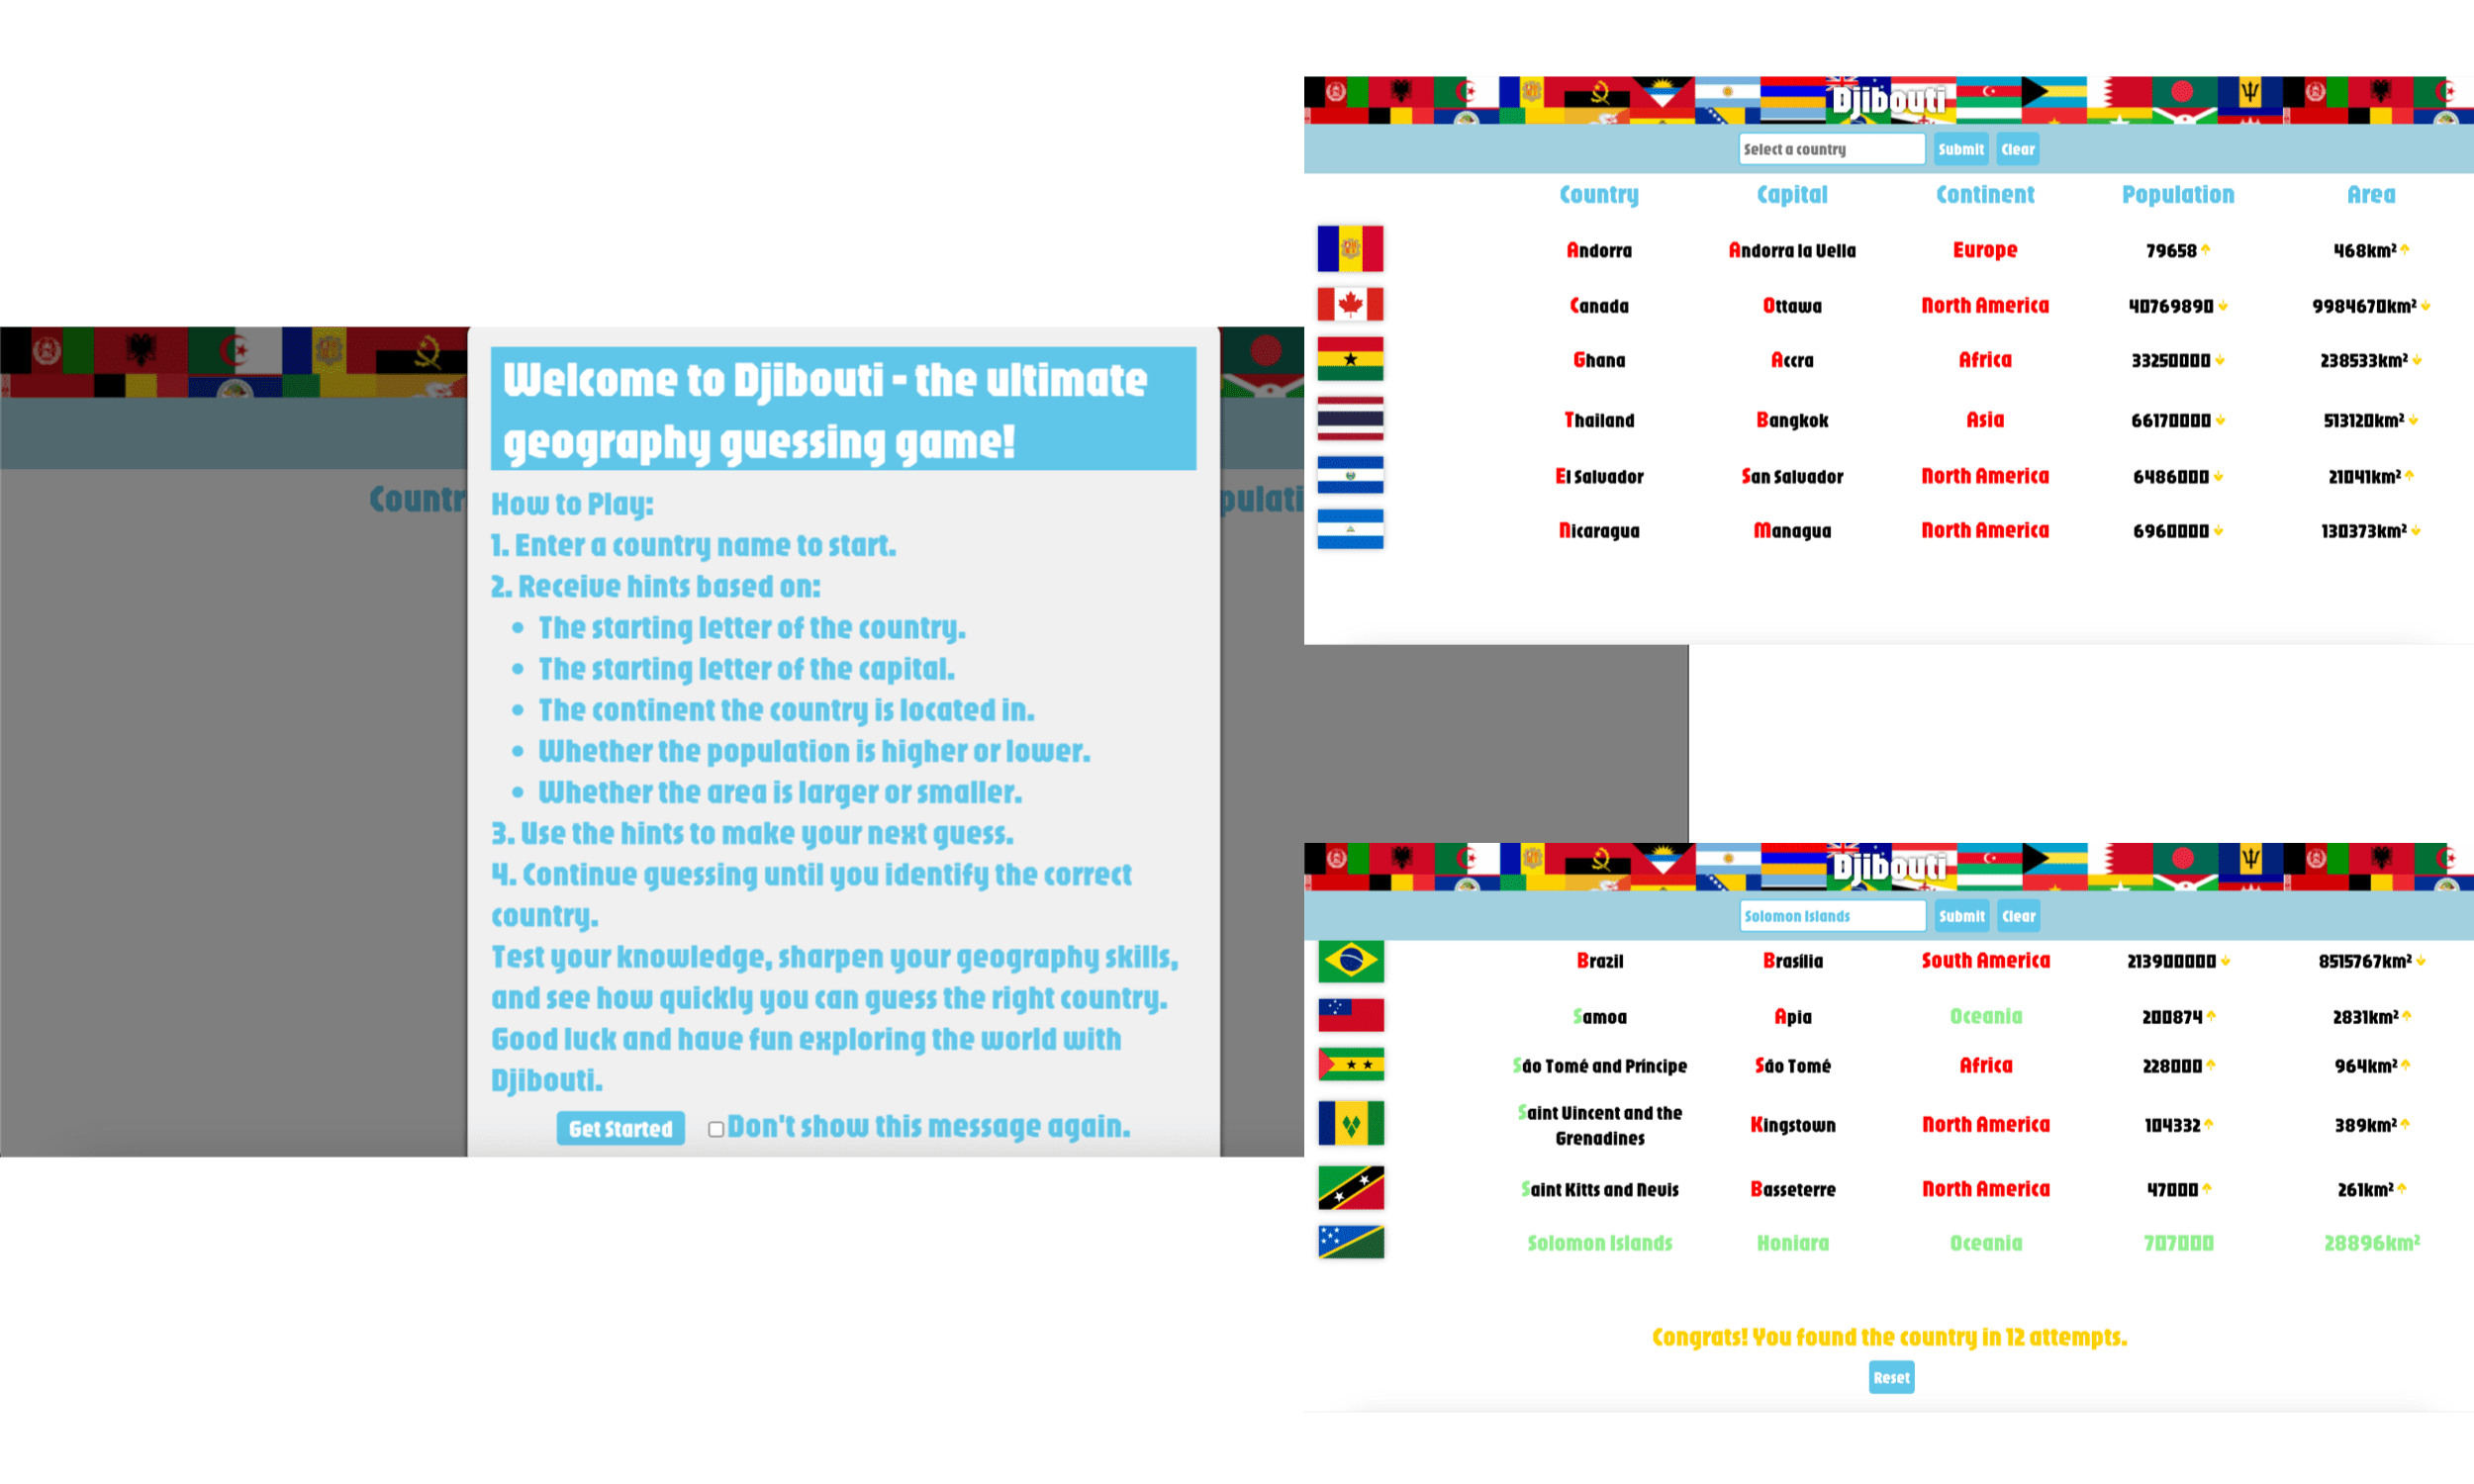 Welcome to Djibouti - the ultimate
geography guessing game!
Countr
pulati
How to Play:
1. Enter a country name to start.
2. Receive hints based on:
• The starting letter of the country.
• The starting letter of the capital.
• The continent the country is located in.
• Whether the population is higher or lower.
• Whether the area is larger or smaller.
3. Use the hints to make your next guess.
4. Continue guessing until you identify the correct
country.
Test your knowledge, sharpen your geography skills,
and see how quickly you can guess the right country.
Good luck and have fun exploring the world with
Djibouti.
Get Started Don't show this message again.
Djibouti
Select a country Submit Clear
Country Capital Continent Population Area
Andorra Andorra la Vella Europe 79658 468km²
Canada Ottawa North America 40769890 9984670km²
Ghana Accra Africa 33250000 238533km²
Thailand Bangkok Asia 66170000 513120km²
El Salvador San Salvador North America 6486000 21041km²
Nicaragua Managua North America 6960000 130373km²
Djibouti
Solomon Islands Submit Clear
Brazil Brasília South America 213900000 8515767km²
Samoa Apia Oceania 200874 2831km²
São Tomé and Príncipe São Tomé Africa 228000 964km²
Saint Vincent and the
Grenadines Kingstown North America 104332 389km²
Saint Kitts and Nevis Basseterre North America 47000 261km²
Solomon Islands Honiara Oceania 707000 28896km²
Congrats! You found the country in 12 attempts.
Reset